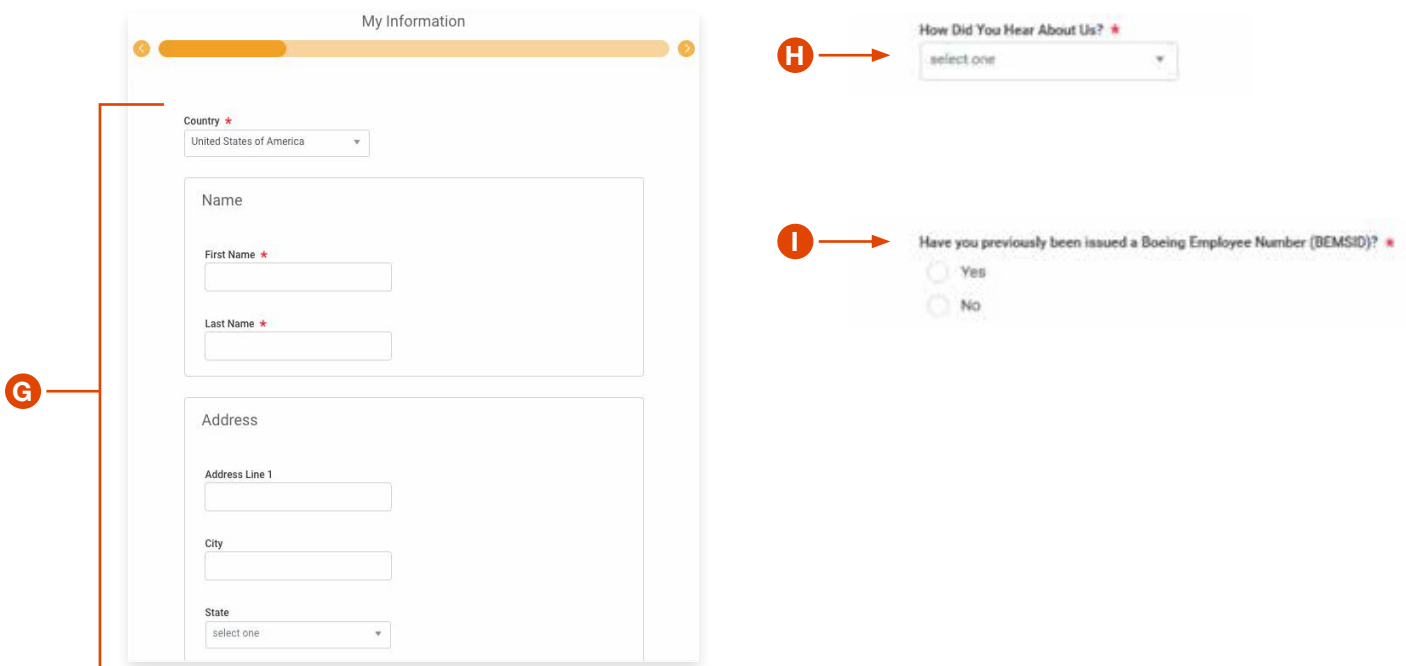 My Information
Country *
United States of America
Name
First Name *
Last Name *
G
Address
Address Line 1
City
State
select one
H
How Did You Hear About Us? *
select one
I
Have you previously been issued a Boeing Employee Number (BEMSID)? *
Yes
No